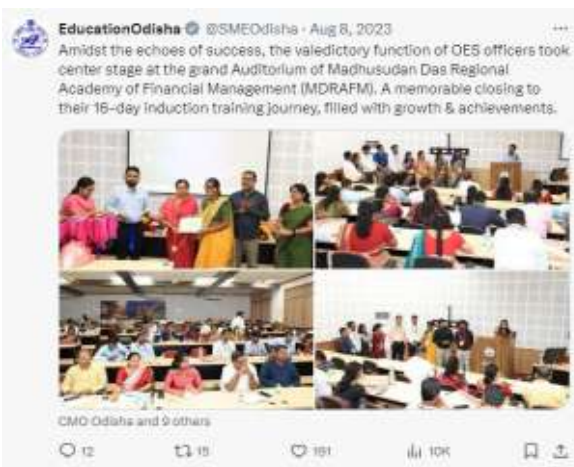 EducationOdisha @SMEOdisha · Aug 8, 2023
Amidst the echoes of success, the valedictory function of OES officers took
center stage at the grand Auditorium of Madhusudan Das Regional
Academy of Financial Management (MDRAFM). A memorable closing to
their 16-day induction training journey, filled with growth & achievements.
CMO Odisha and 9 others
12 15 191 10K